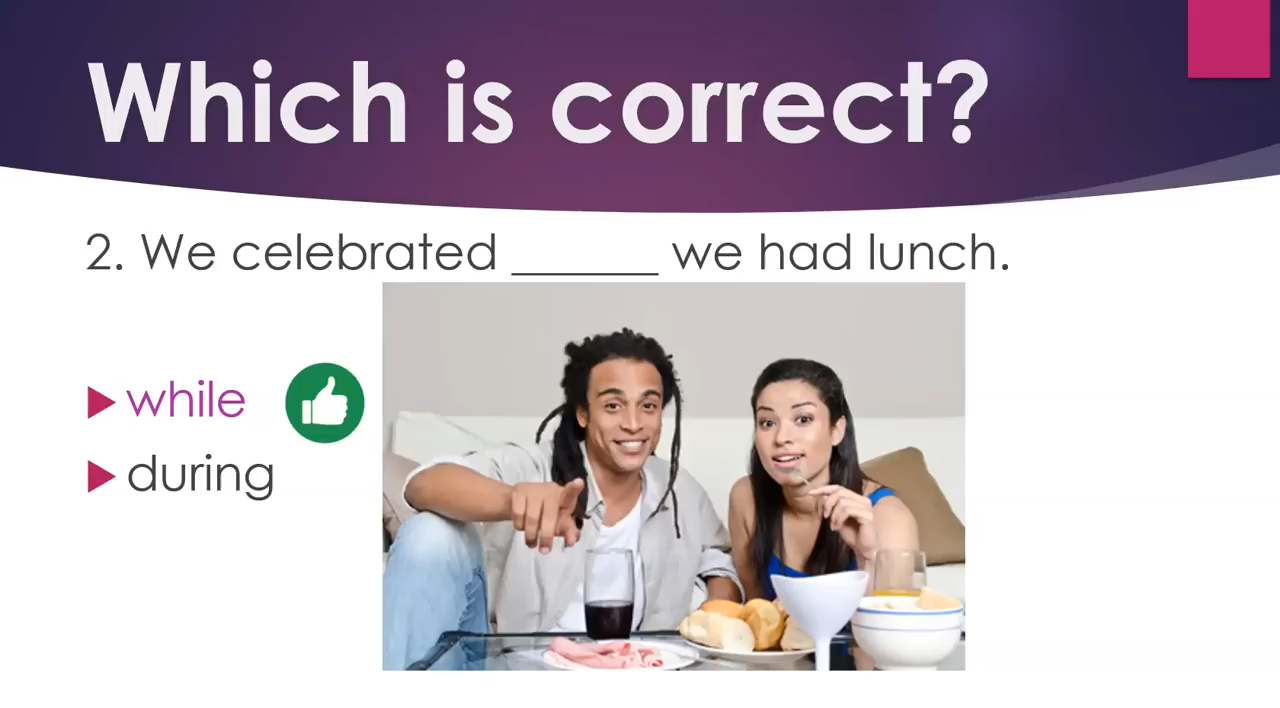 Which is correct?
2. We celebrated ______ we had lunch.
while
during